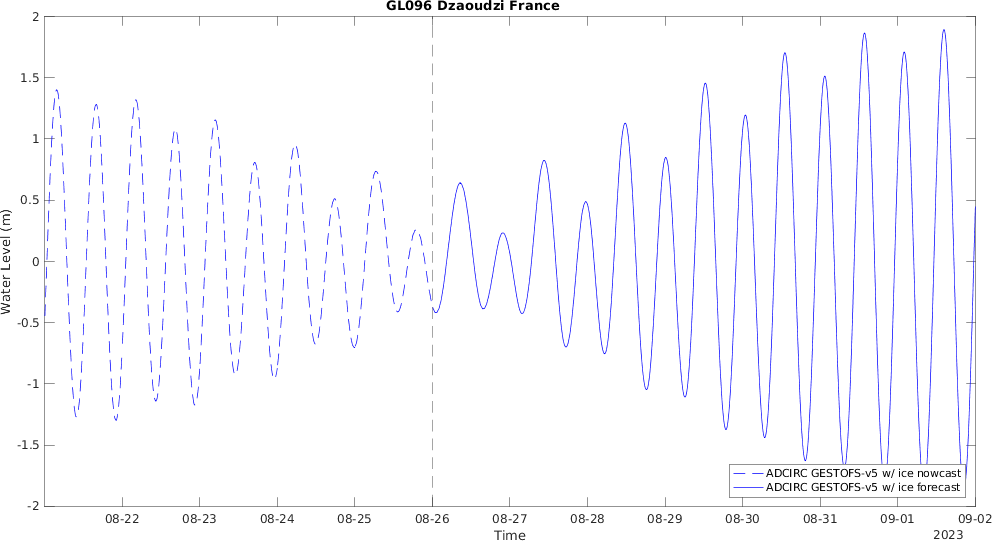 GL096 Dzaoudzi France
Water Level (m)
2
1.5
1
0.5
0
-0.5
-1
-1.5
-2
ADCIRC GESTOFS-v5 w/ ice nowcast
ADCIRC GESTOFS-v5 w/ ice forecast
08-22 08-23 08-24 08-25 08-26 08-27 08-28 08-29 08-30 08-31 09-01 09-02
Time
2023